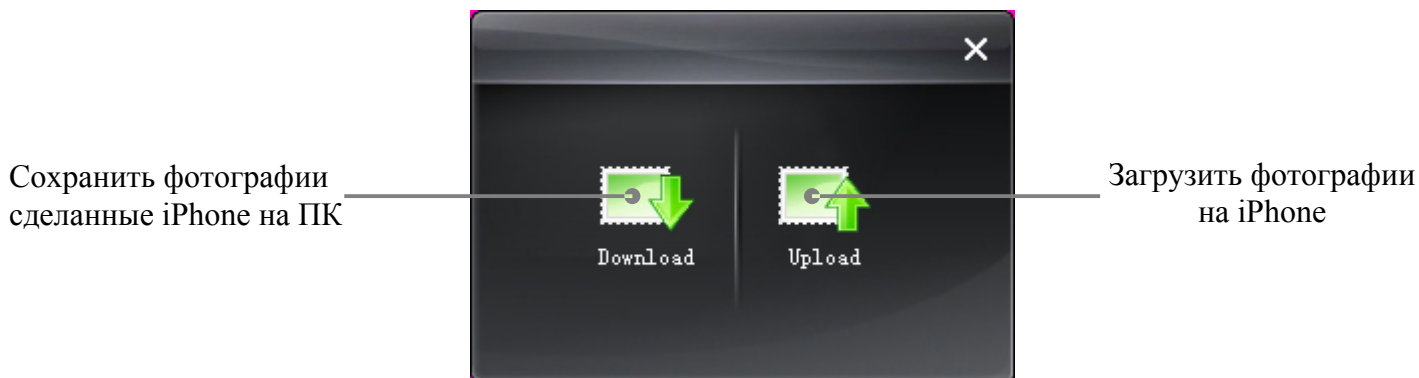 Сохранить фотографии
сделанные iPhone на ПК
Download
Upload
Загрузить фотографии
на iPhone